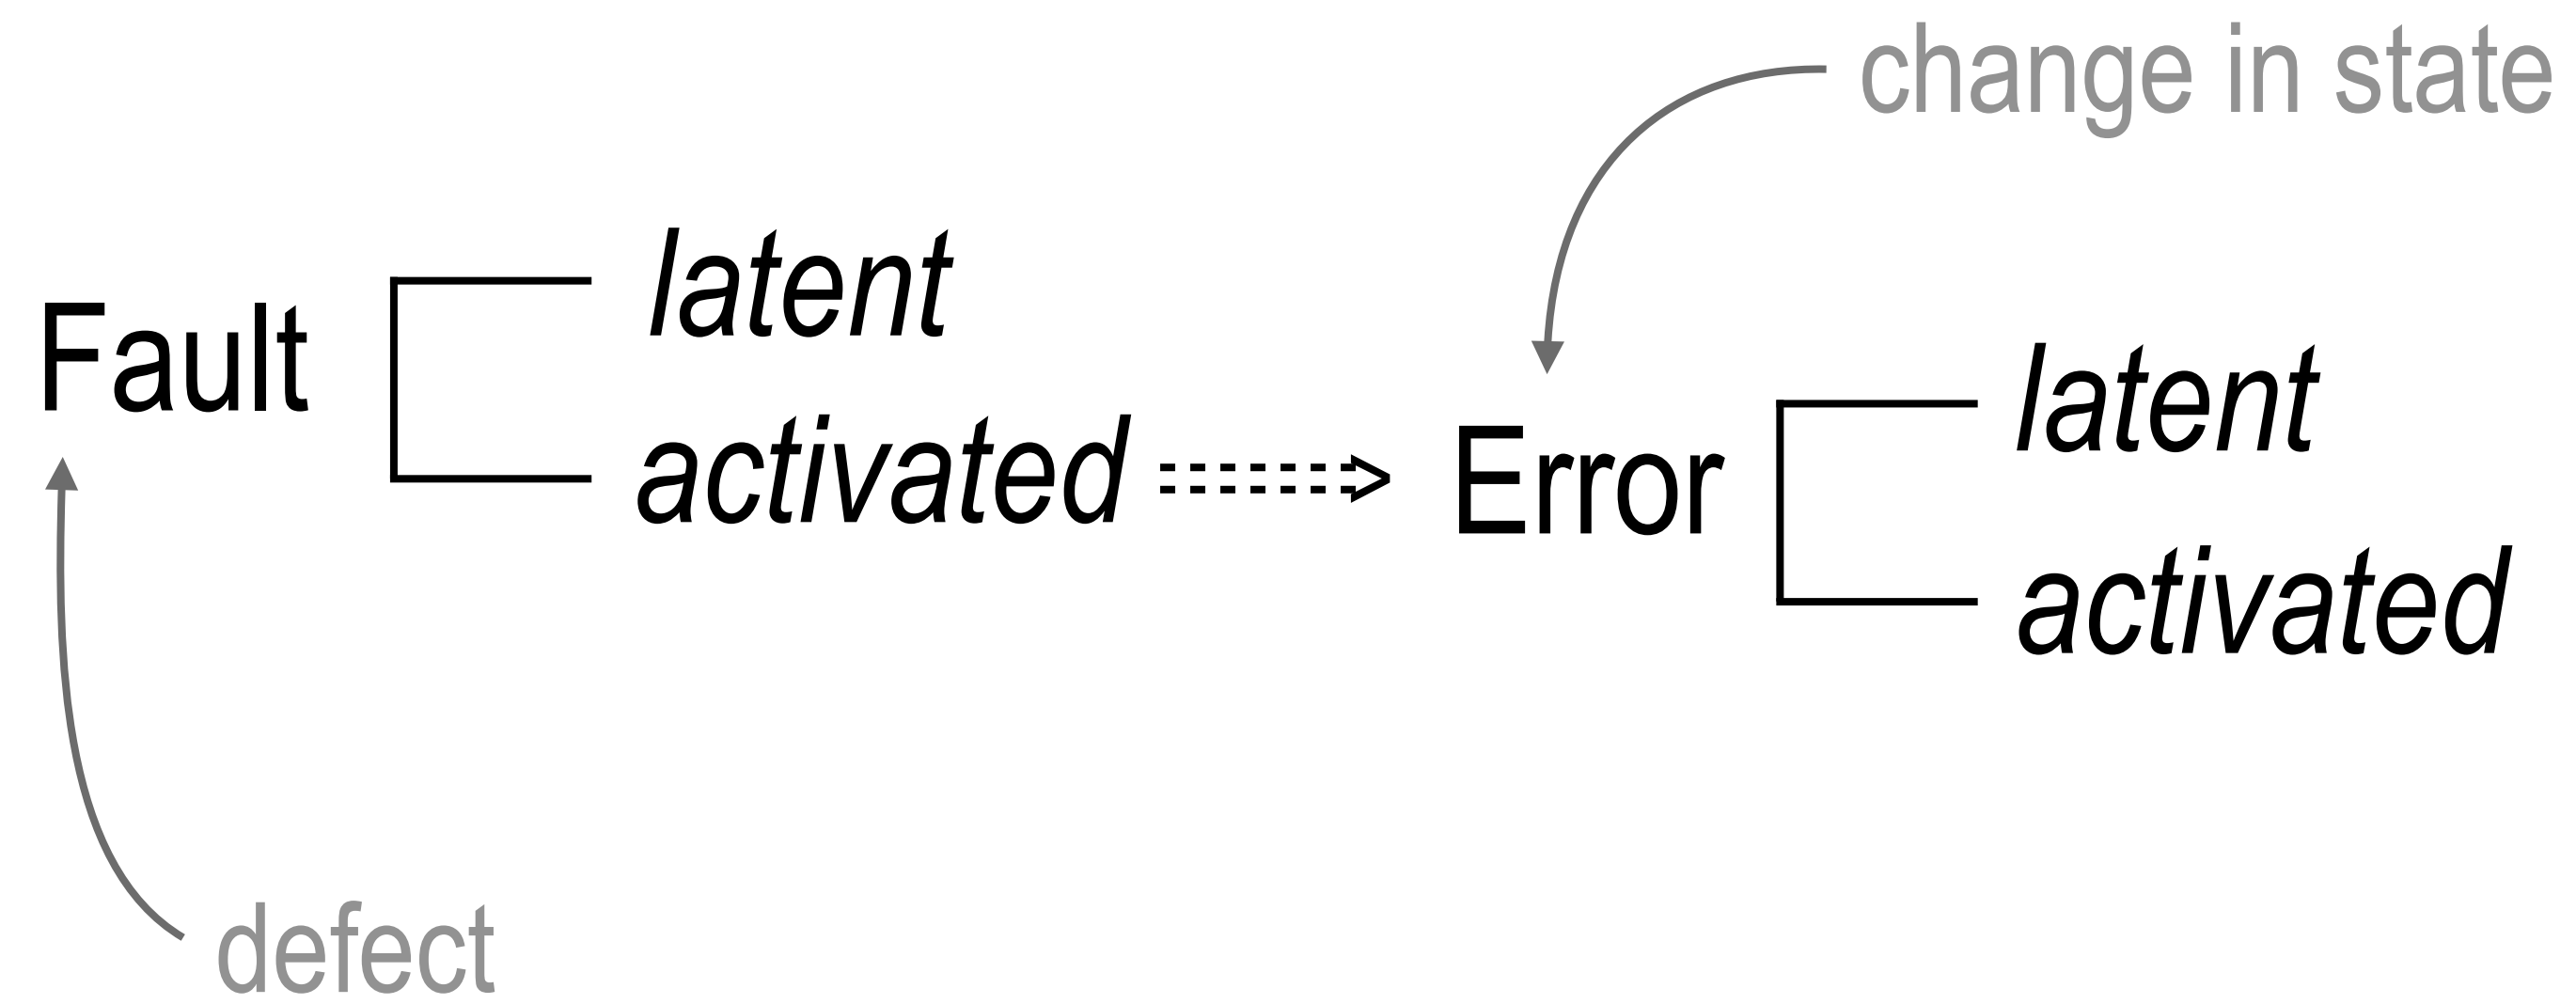 change in state
Fault
latent
activated
Error
latent
activated
defect